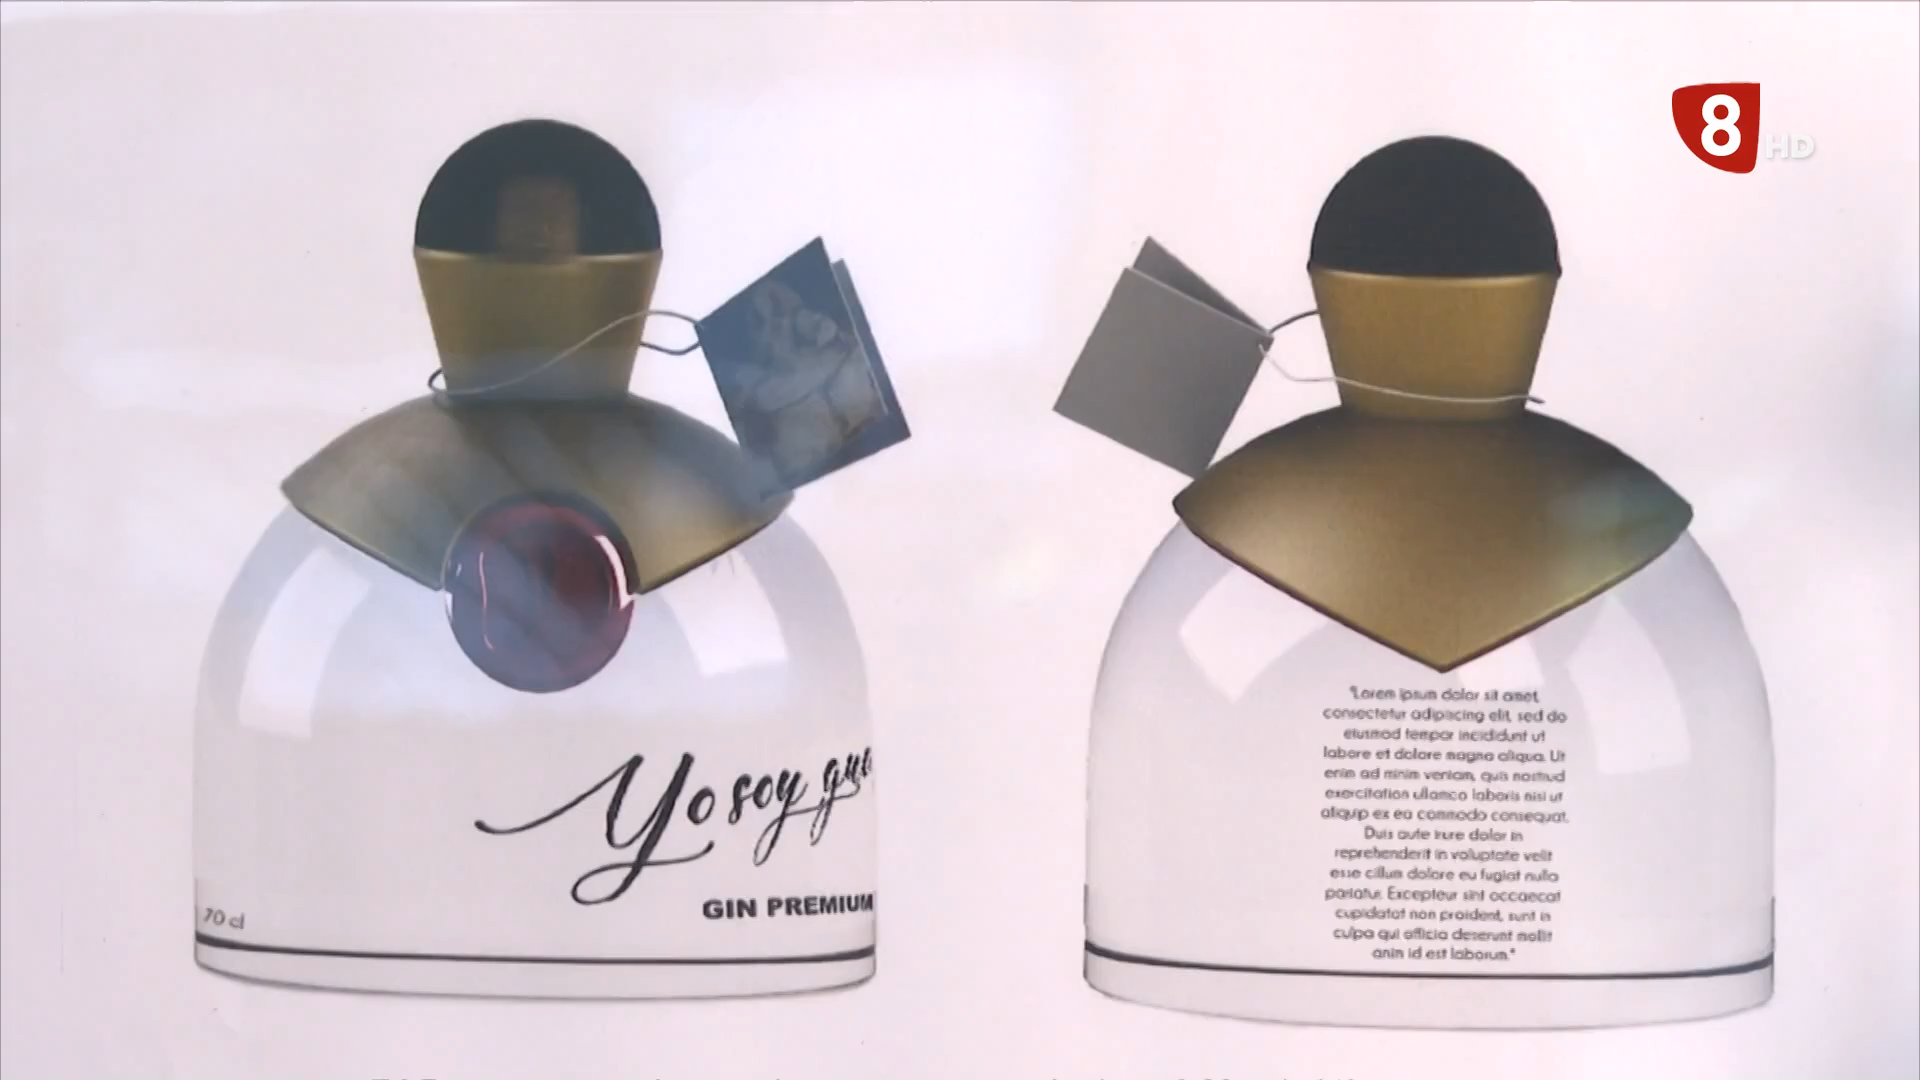 8 HD
Yo soy
GIN PREMIUM
70 cl
"Lorem ipsum dolor sit amet,
consectetur adipiscing elit, sed do
eiusmod tempor incididunt ut
labore et dolore magna aliqua. Ut
enim ad minim veniam, quis nostrud
exercitation ullamco laboris nisi ut
aliquip ex ea commodo consequat.
Duis aute irure dolor in
reprehenderit in voluptate velit
esse cillum dolore eu fugiat nulla
pariatur. Excepteur sint occaecat
cupidatat non proident, sunt in
culpa qui officia deserunt mollit
anim id est laborum."